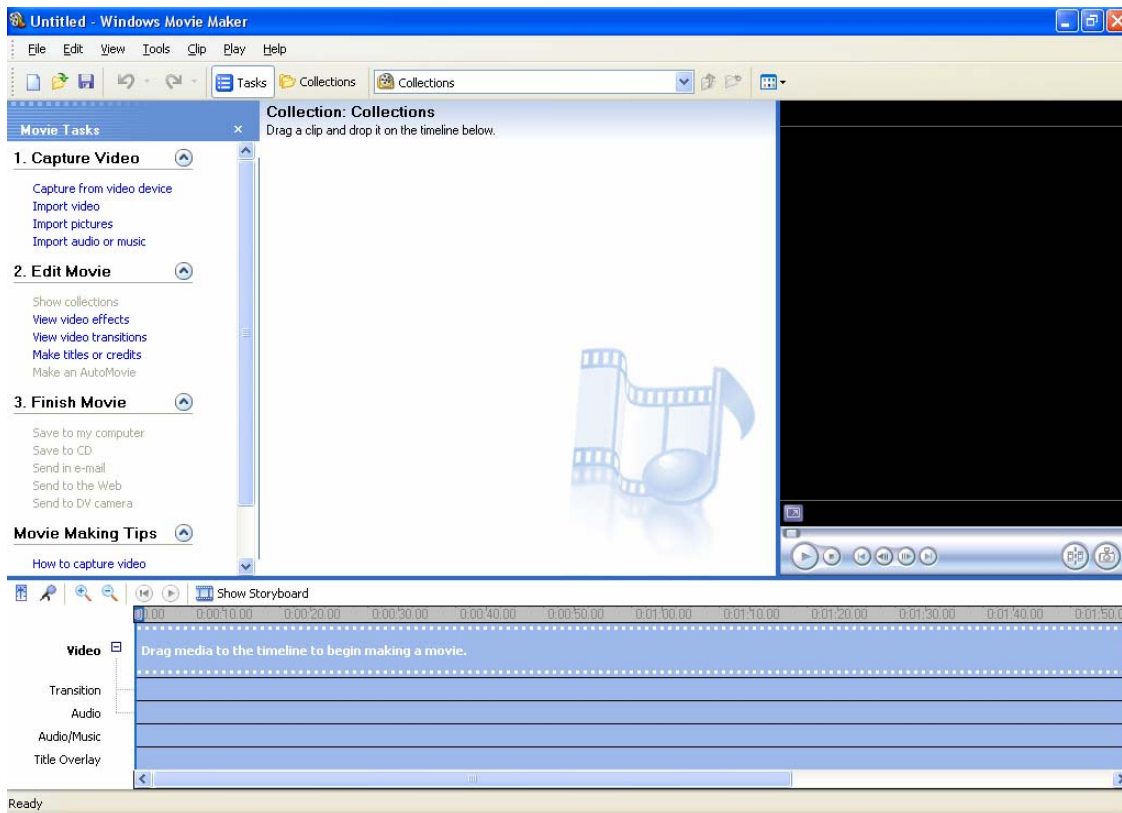 Untitled - Windows Movie Maker
File Edit View Tools Clip Play Help
Tasks Collections Collections
Movie Tasks
Collection: Collections
Drag a clip and drop it on the timeline below.
1. Capture Video
Capture from video device
Import video
Import pictures
Import audio or music
2. Edit Movie
Show collections
View video effects
View video transitions
Make titles or credits
Make an AutoMovie
3. Finish Movie
Save to my computer
Save to CD
Send in e-mail
Send to the Web
Send to DV camera
Movie Making Tips
How to capture video
Show Storyboard
0:00:10.00 0:00:20.00 0:00:30.00 0:00:40.00 0:00:50.00 0:01:00.00 0:01:10.00 0:01:20.00 0:01:30.00 0:01:40.00 0:01:50.0
Video
Drag media to the timeline to begin making a movie.
Transition
Audio
Audio/Music
Title Overlay
Ready